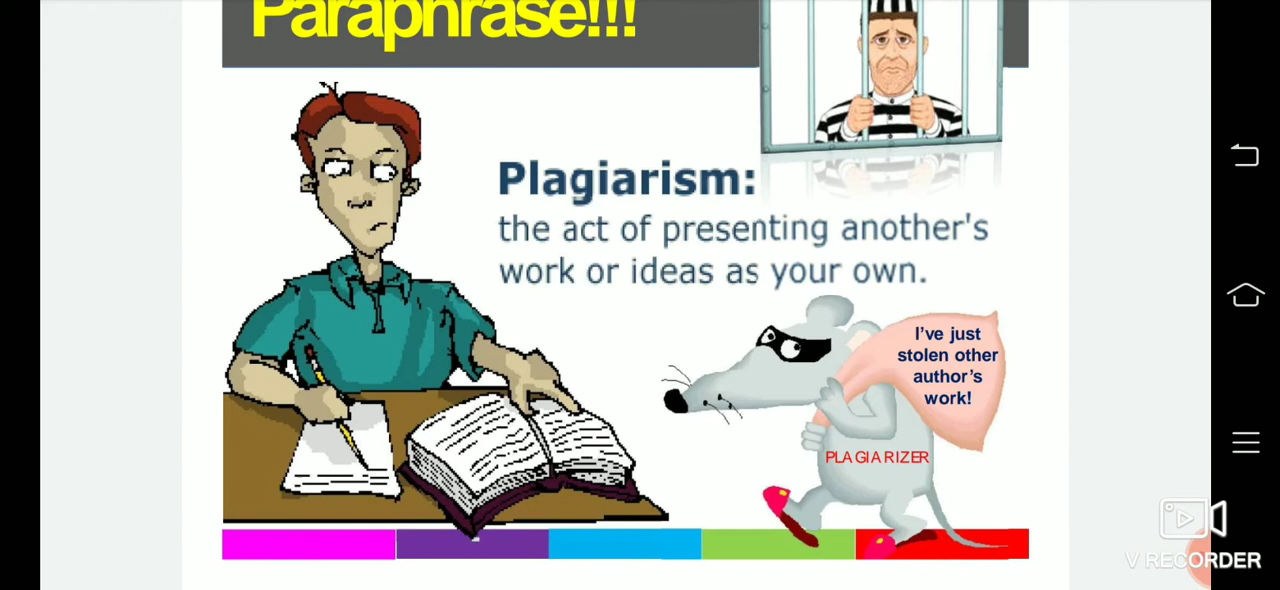 Paraphrase!!!
Plagiarism:
the act of presenting another's
work or ideas as your own.
I've just
stolen other
author's
work!
PLAGIARIZER
V RECORDER